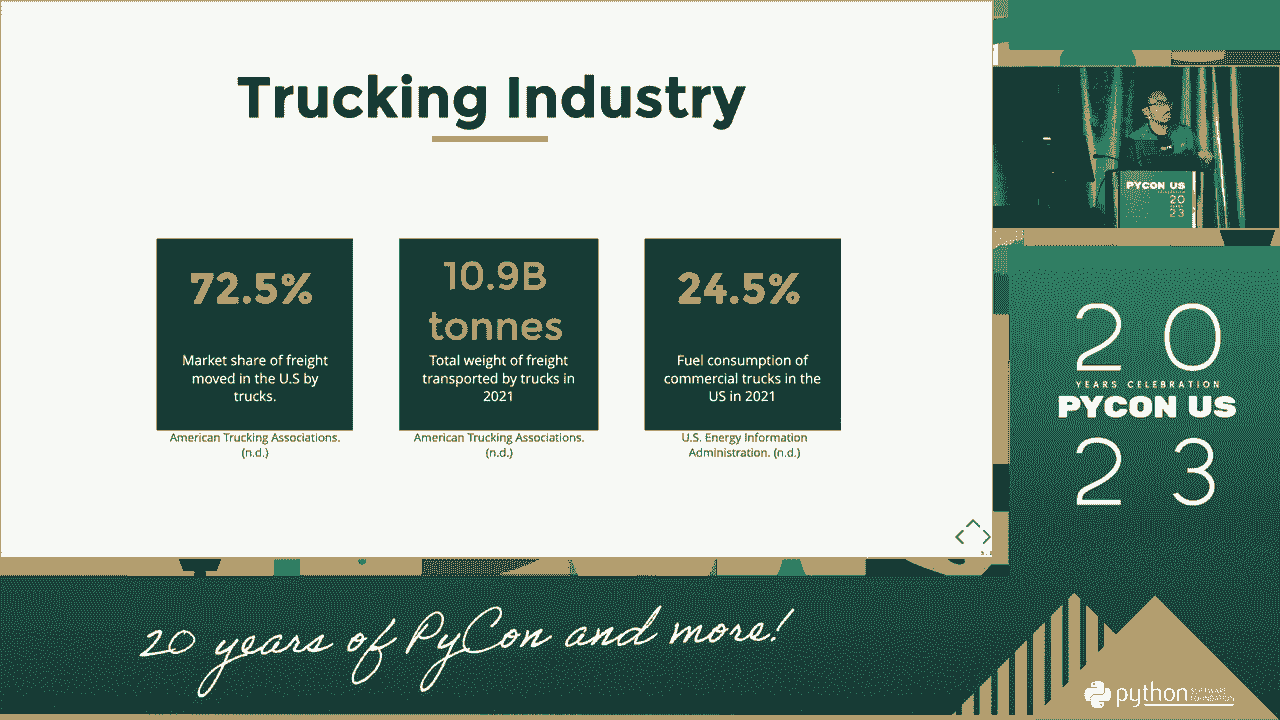 Trucking Industry
72.5%
Market share of freight
moved in the U.S by
trucks.
American Trucking Associations.
(n.d.)
10.9B
tonnes
Total weight of freight
transported by trucks in
2021
American Trucking Associations.
(n.d.)
24.5%
Fuel consumption of
commercial trucks in the
US in 2021
U.S. Energy Information
Administration. (n.d.)
PYCON US
20
23
20
YEARS CELEBRATION
PYCON US
23
20 years of PyCon and more!
python
SOFTWARE
FOUNDATION